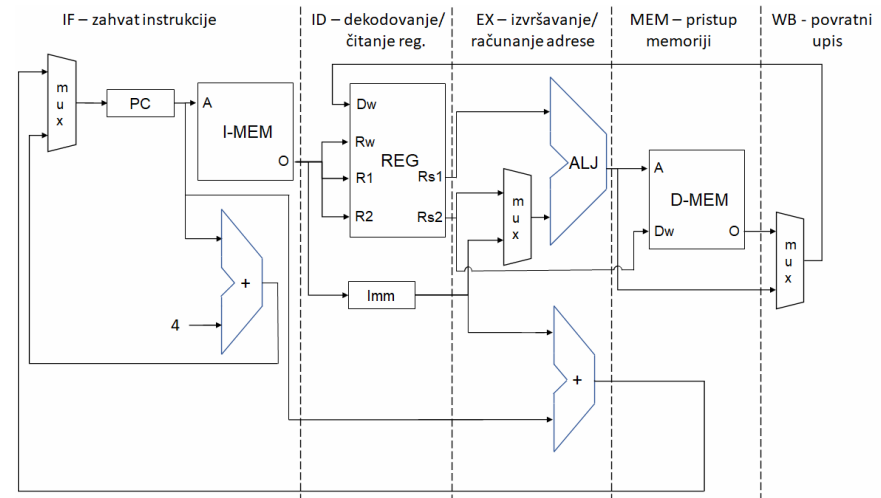 IF – zahvat instrukcije
ID – dekodovanje/
čitanje reg.
EX – izvršavanje/
računanje adrese
MEM – pristup
memoriji
WB - povratni
upis
m
u
x
PC
A
I-MEM
O
Dw
Rw
REG
R1
Rs1
R2
Rs2
m
u
x
ALJ
A
D-MEM
Dw
O
m
u
x
+
4
Imm
+